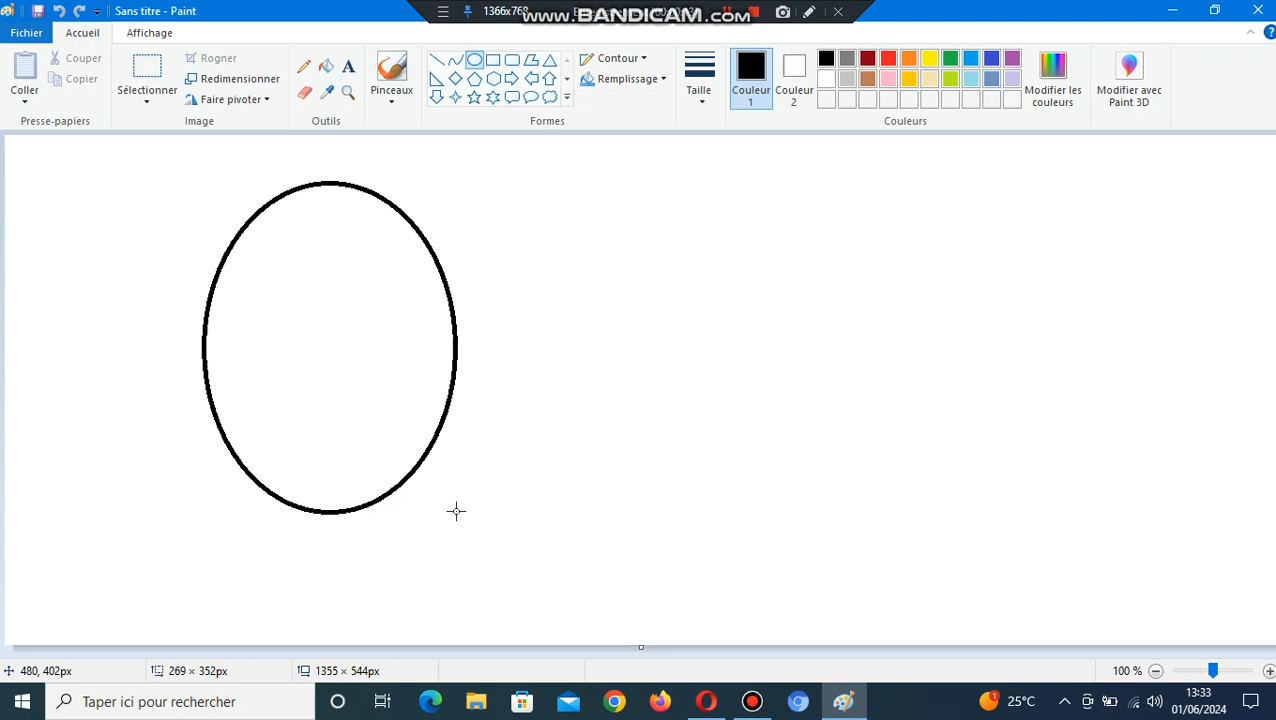 Sans titre - Paint
1366x768
www.BANDICAM.com
Fichier
Accueil
Affichage
Coller
Couper
Copier
Presse-papiers
Sélectionner
Rogner
Redimensionner
Faire pivoter
Image
A
Outils
Pinceaux
Contour
Remplissage
Formes
Taille
Couleur 1
Couleur 2
Modifier les couleurs
Couleurs
Modifier avec Paint 3D
480, 402px
269 × 352px
1355 × 544px
100 %
Taper ici pour rechercher
1
25°C
13:33
01/06/2024